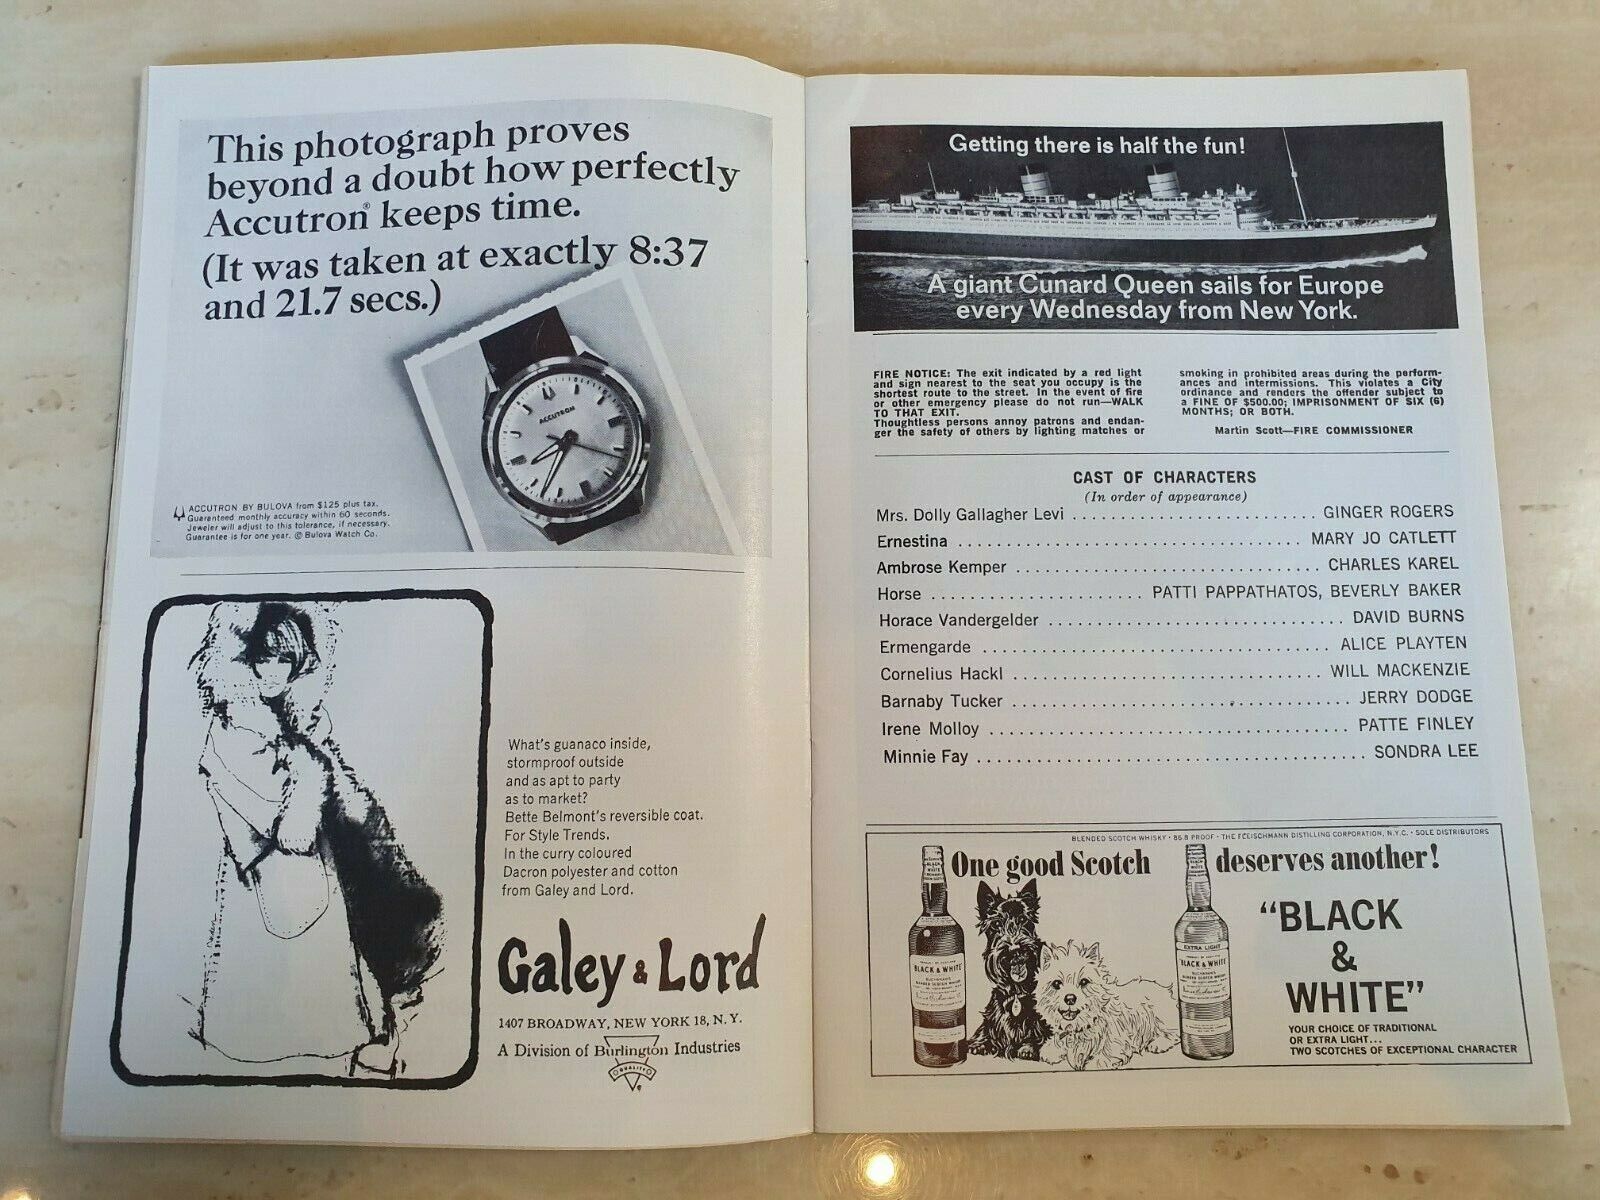 This photograph proves
beyond a doubt how perfectly
Accutron® keeps time.
(It was taken at exactly 8:37
and 21.7 secs.)
ACCUTRON
ACCUTRON BY BULOVA from $125 plus tax.
Guaranteed monthly accuracy within 60 seconds.
Jeweler will adjust to this tolerance, if necessary.
Guarantee is for one year. © Bulova Watch Co.
What's guanaco inside,
stormproof outside
and as apt to party
as to market?
Bette Belmont's reversible coat.
For Style Trends.
In the curry coloured
Dacron polyester and cotton
from Galey and Lord.
Galey & Lord
1407 BROADWAY, NEW YORK 18, N. Y.
A Division of Burlington Industries
QUALITY
Getting there is half the fun!
A giant Cunard Queen sails for Europe
every Wednesday from New York.
FIRE NOTICE: The exit indicated by a red light
and sign nearest to the seat you occupy is the
shortest route to the street. In the event of fire
or other emergency please do not run—WALK
TO THAT EXIT.
Thoughtless persons annoy patrons and endan-
ger the safety of others by lighting matches or
smoking in prohibited areas during the perform-
ances and intermissions. This violates a City
ordinance and renders the offender subject to
a FINE OF $500.00; IMPRISONMENT OF SIX (6)
MONTHS; OR BOTH.
Martin Scott—FIRE COMMISSIONER
CAST OF CHARACTERS
(In order of appearance)
Mrs. Dolly Gallagher Levi ............................ GINGER ROGERS
Ernestina .................................... MARY JO CATLETT
Ambrose Kemper ................................ CHARLES KAREL
Horse ...................... PATTI PAPPATHATOS, BEVERLY BAKER
Horace Vandergelder ............................... DAVID BURNS
Ermengarde .................................... ALICE PLAYTEN
Cornelius Hackl ................................ WILL MACKENZIE
Barnaby Tucker .................................... JERRY DODGE
Irene Molloy ...................................... PATTE FINLEY
Minnie Fay ......................................... SONDRA LEE
BLENDED SCOTCH WHISKY • 86.8 PROOF • THE FLEISCHMANN DISTILLING CORPORATION, N.Y.C. • SOLE DISTRIBUTORS
One good Scotch deserves another!
BLACK & WHITE
EXTRA LIGHT
BLACK & WHITE
"BLACK
&
WHITE"
YOUR CHOICE OF TRADITIONAL
OR EXTRA LIGHT...
TWO SCOTCHES OF EXCEPTIONAL CHARACTER